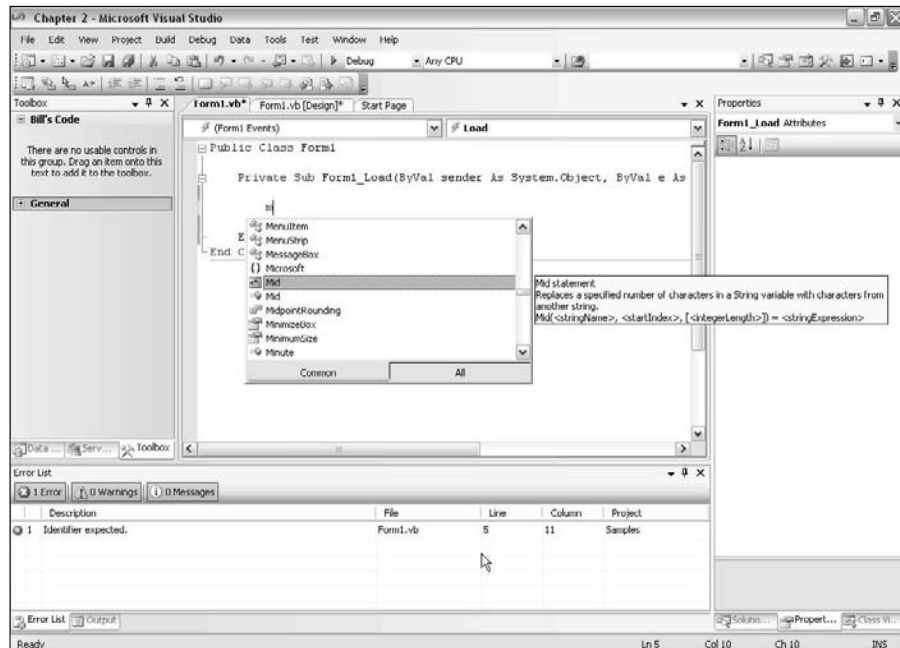 Chapter 2 - Microsoft Visual Studio
File Edit View Project Build Debug Data Tools Test Window Help
Debug Any CPU
Toolbox
Bill's Code
There are no usable controls in
this group. Drag an item onto this
text to add it to the toolbox.
General
Data ... Serv... Toolbox
Form1.vb* Form1.vb [Design]* Start Page
(Form1 Events) Load
Public Class Form1
Private Sub Form1_Load(ByVal sender As System.Object, ByVal e As
m
E
End C
MenuItem
MenuStrip
MessageBox
{} Microsoft
Mid
Mid
MidpointRounding
MinimizeBox
MinimumSize
Minute
Common All
Mid statement
Replaces a specified number of characters in a String variable with characters from
another string.
Mid(<stringName>, <startIndex>, [<integerLength>]) = <stringExpression>
Properties
Form1_Load Attributes
Error List
1 Error 0 Warnings 0 Messages
Description File Line Column Project
1 Identifier expected. Form1.vb 5 11 Samples
Error List Output
Solutio... Propert... Class Vi...
Ready Ln 5 Col 10 Ch 10 INS